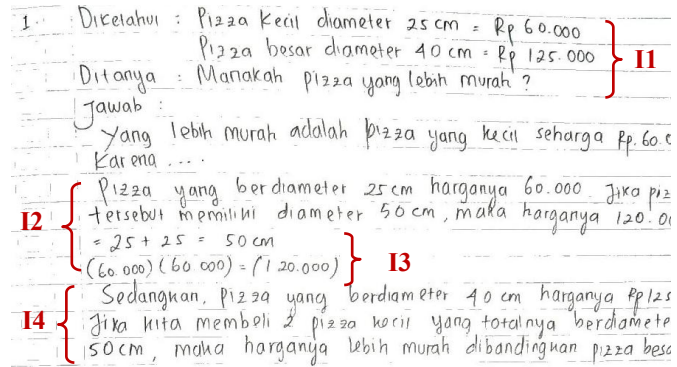 1. Diketahui : Pizza Kecil diameter 25 cm = Rp 60.000
Pizza besar diameter 40 cm = Rp 125.000
I1
Ditanya : Manakah pizza yang lebih murah ?
Jawab :
Yang lebih murah adalah pizza yang kecil seharga Rp. 60.
Karena ....
Pizza yang berdiameter 25 cm harganya 60.000. Jika piz
I2
tersebut memiliki diameter 50 cm, maka harganya 120.0
= 25 + 25 = 50 cm
(60.000) (60 000) = (120.000)
I3
Sedangkan, pizza yang berdiameter 40 cm harganya Rp 125
I4
Jika kita membeli 2 pizza kecil yang totalnya berdiamete
50 cm, maka harganya lebih murah dibandingkan pizza besa